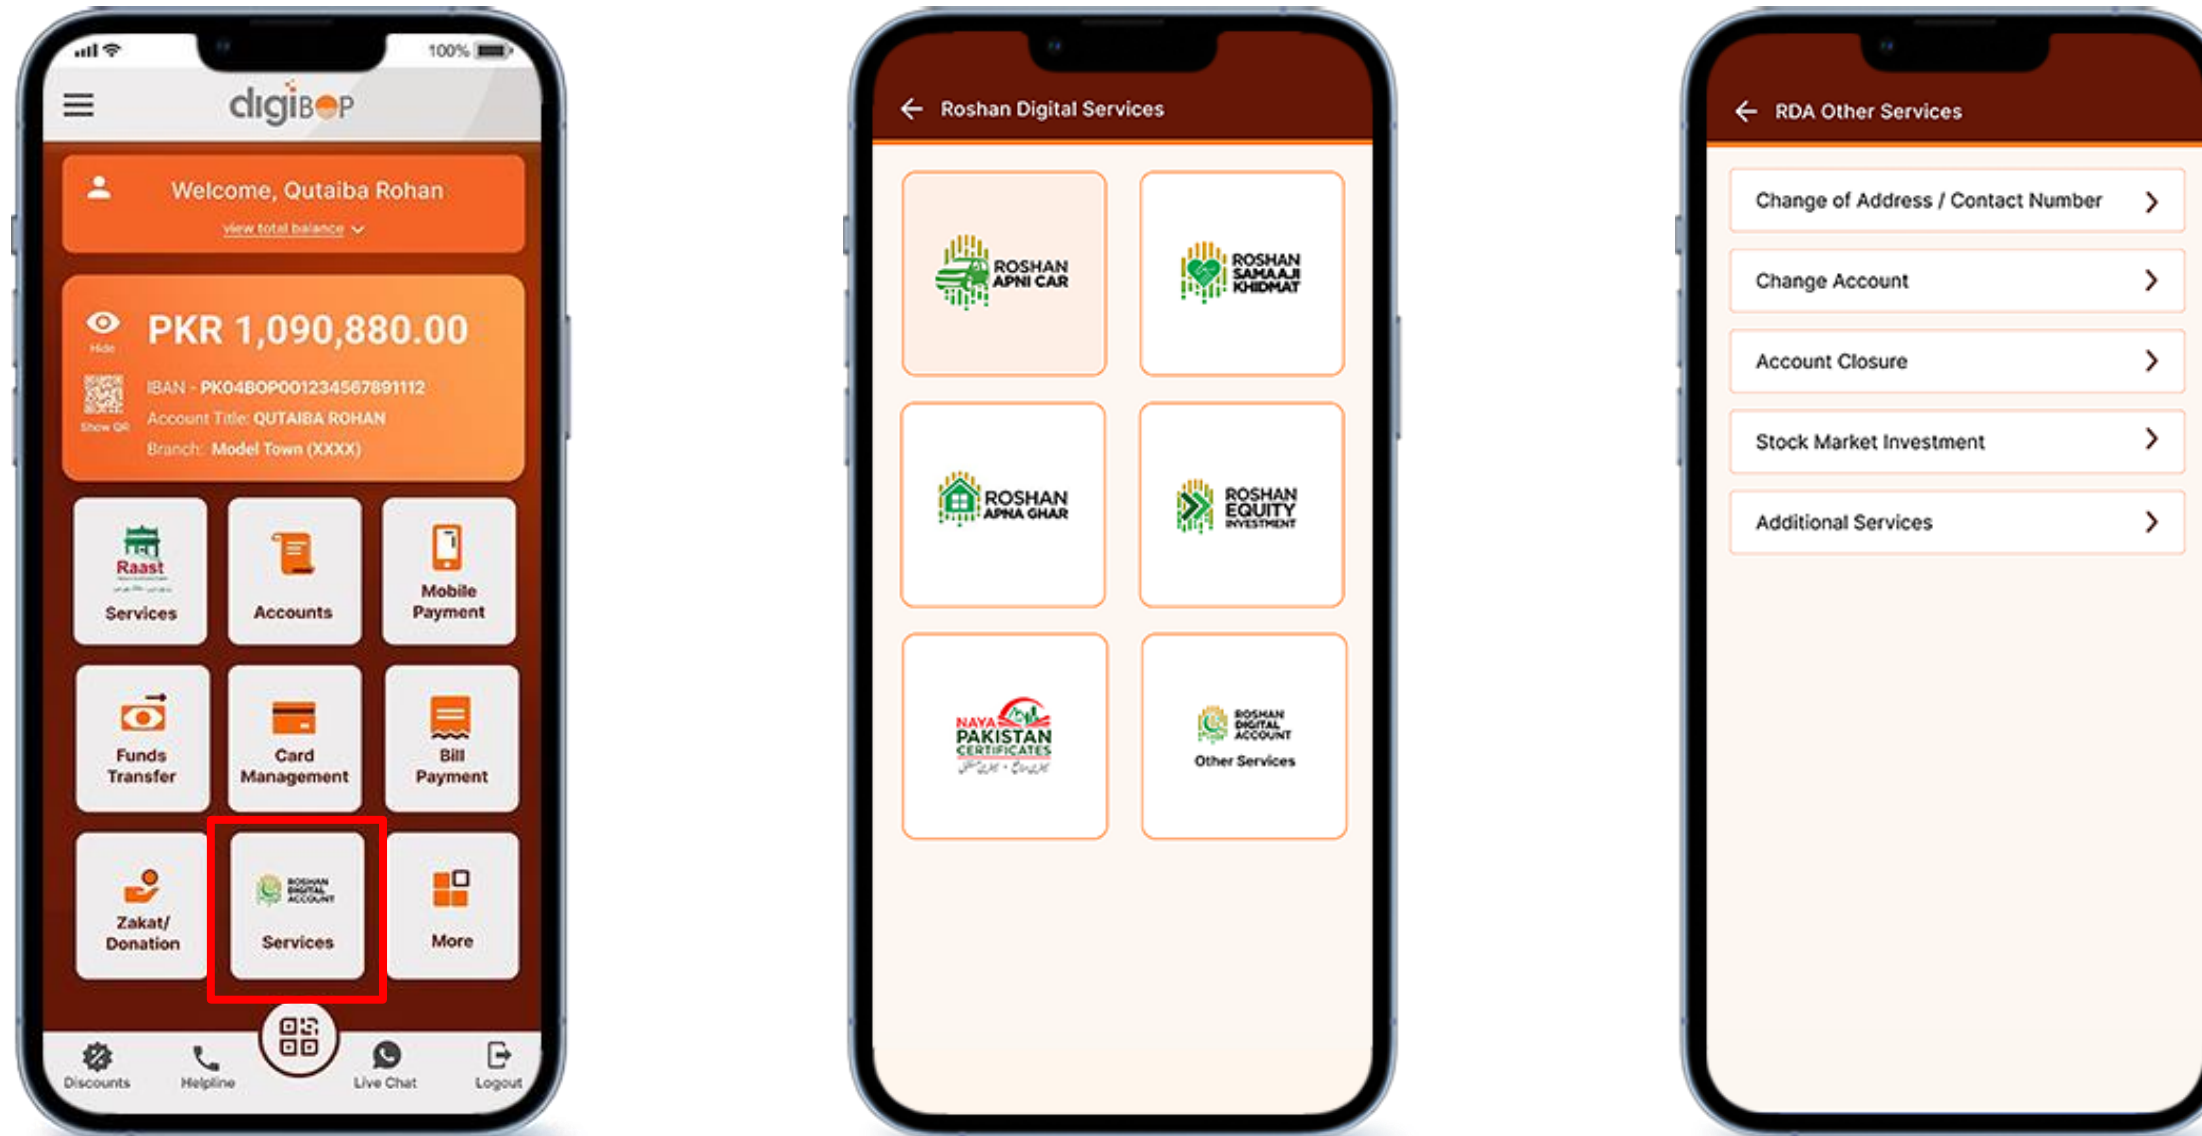 100%
digiBOP
Welcome, Qutaiba Rohan
view total balance
PKR 1,090,880.00
Hide
IBAN - PK04BOP001234567891112
Show QR
Account Title: QUTAIBA ROHAN
Branch: Model Town (XXXX)
Raast
Services
Accounts
Mobile
Payment
Funds
Transfer
Card
Management
Bill
Payment
Zakat/
Donation
ROSHAN
DIGITAL
ACCOUNT
Services
More
Discounts
Helpline
Live Chat
Logout
Roshan Digital Services
ROSHAN
APNI CAR
ROSHAN
SAMAAJI
KHIDMAT
ROSHAN
APNA GHAR
ROSHAN
EQUITY
INVESTMENT
NAYA
PAKISTAN
CERTIFICATES
ROSHAN
DIGITAL
ACCOUNT
Other Services
RDA Other Services
Change of Address / Contact Number
Change Account
Account Closure
Stock Market Investment
Additional Services